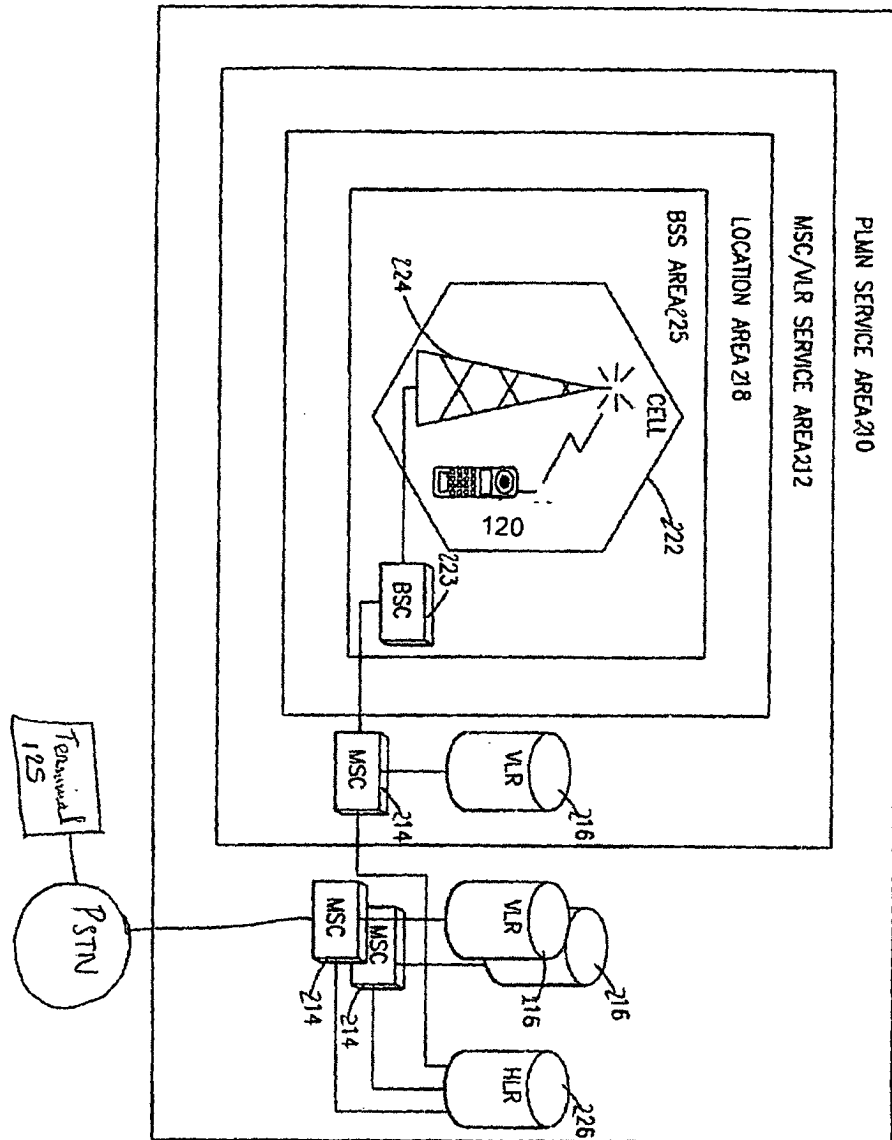 PLMN SERVICE AREA210
MSC/VLR SERVICE AREA212
LOCATION AREA218
BSS AREA225
CELL
224
222
120
223
BSC
VLR
216
MSC
214
216
VLR
116
MSC
MSC
214
214
226
HLR
PSTN
Terminal
125